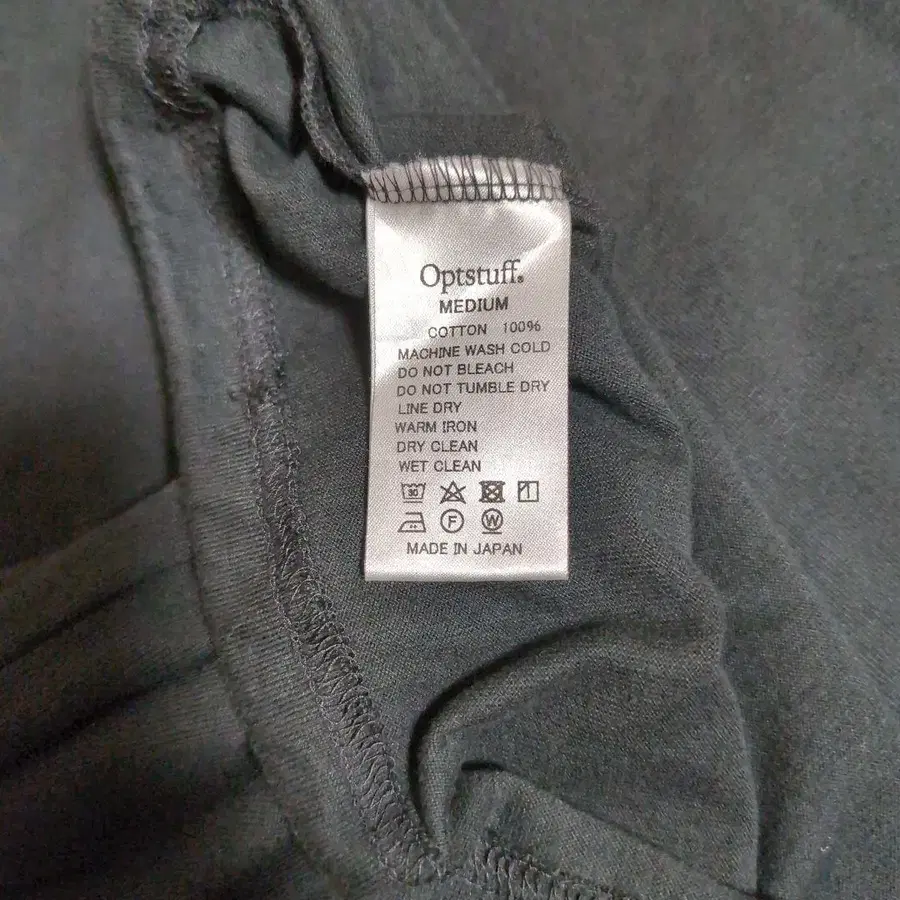 Optstuff.
MEDIUM
COTTON 100%
MACHINE WASH COLD
DO NOT BLEACH
DO NOT TUMBLE DRY
LINE DRY
WARM IRON
DRY CLEAN
WET CLEAN
30
F W
MADE IN JAPAN